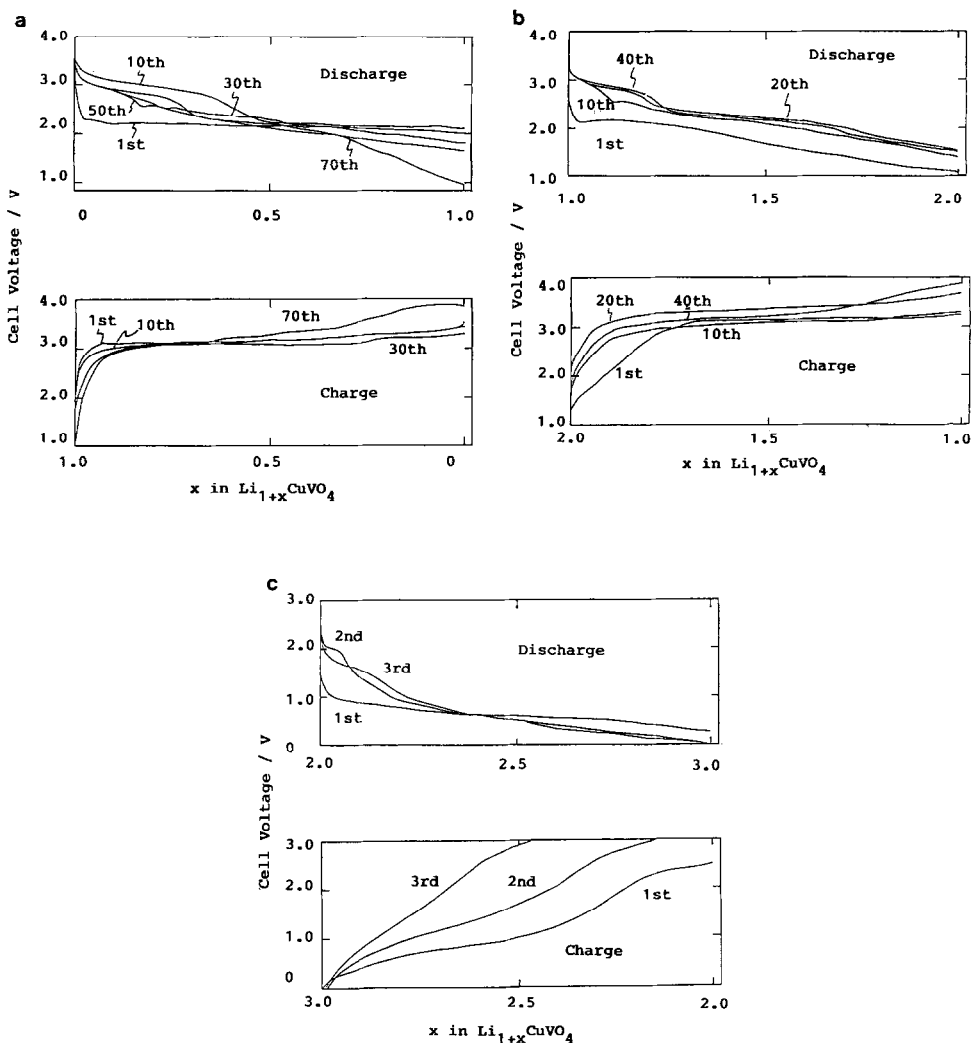 a
4.0
3.0
2.0
1.0
10th
30th
Discharge
50th
1st
70th
0
0.5
1.0
Cell Voltage / V
4.0
3.0
2.0
1.0
1st
10th
70th
30th
Charge
1.0
0.5
0
x in Li1+xCuVO4
b
4.0
3.0
2.0
1.0
40th
Discharge
20th
10th
1st
1.0
1.5
2.0
Cell Voltage / V
4.0
3.0
2.0
1.0
20th
40th
10th
1st
Charge
2.0
1.5
1.0
x in Li1+xCuVO4
c
3.0
2.0
1.0
0
2nd
3rd
Discharge
1st
2.0
2.5
3.0
Cell Voltage / V
3.0
2.0
1.0
0
3rd
2nd
1st
Charge
3.0
2.5
2.0
x in Li1+xCuVO4